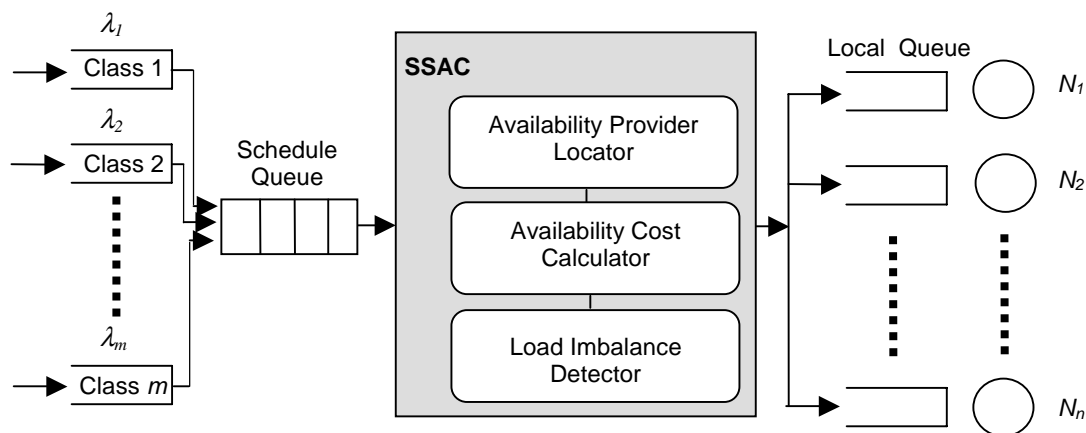 λ1
Class 1
λ2
Class 2
λm
Class m
Schedule
Queue
SSAC
Availability Provider
Locator
Availability Cost
Calculator
Load Imbalance
Detector
Local Queue
N1
N2
Nn